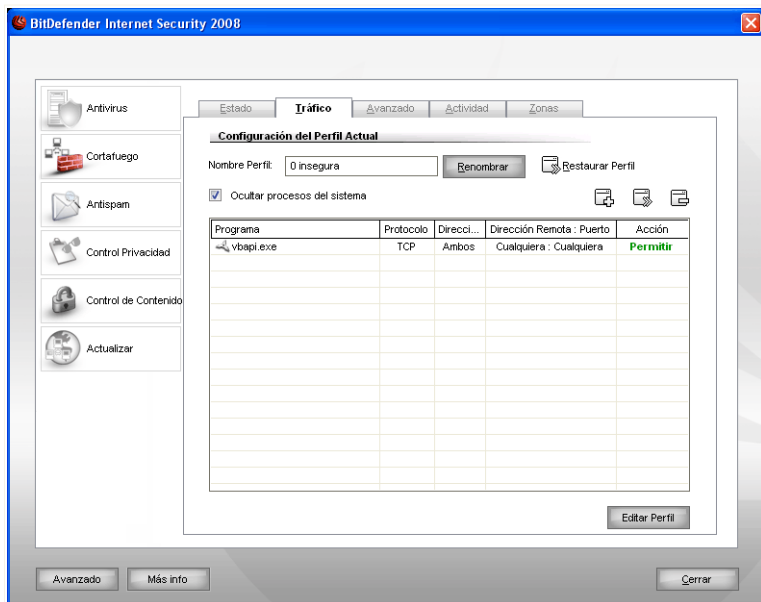 BitDefender Internet Security 2008
Antivirus
Cortafuego
Antispam
Control Privacidad
Control de Contenido
Actualizar
Estado Tráfico Avanzado Actividad Zonas
Configuración del Perfil Actual
Nombre Perfil: 0 insegura Renombrar Restaurar Perfil
Ocultar procesos del sistema
Programa Protocolo Direcci... Dirección Remota : Puerto Acción
vbapi.exe TCP Ambos Cualquiera : Cualquiera Permitir
Editar Perfil
Avanzado Más info Cerrar